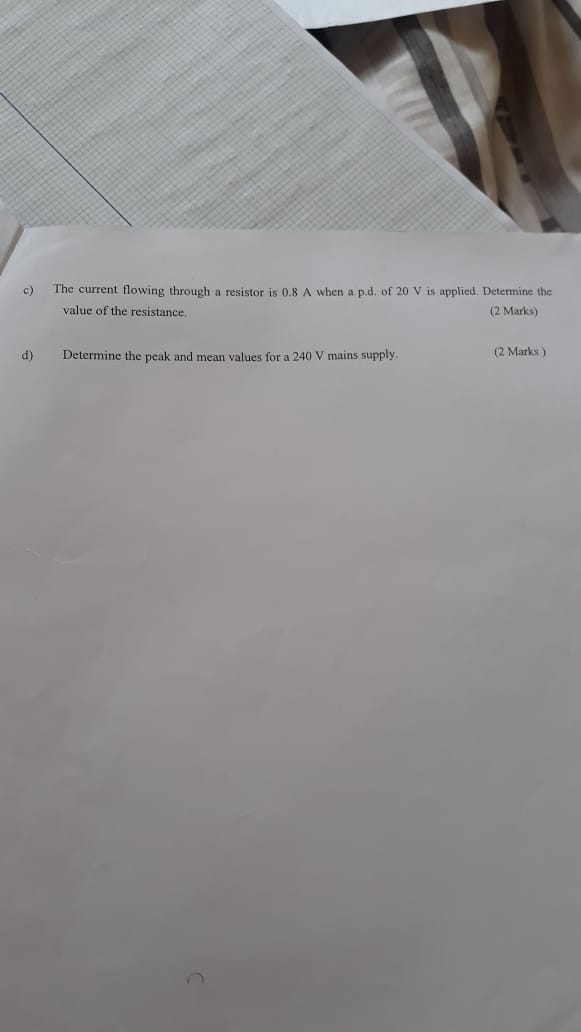 c) The current flowing through a resistor is 0.8 A when a p.d. of 20 V is applied. Determine the
value of the resistance. (2 Marks)
d) Determine the peak and mean values for a 240 V mains supply. (2 Marks )